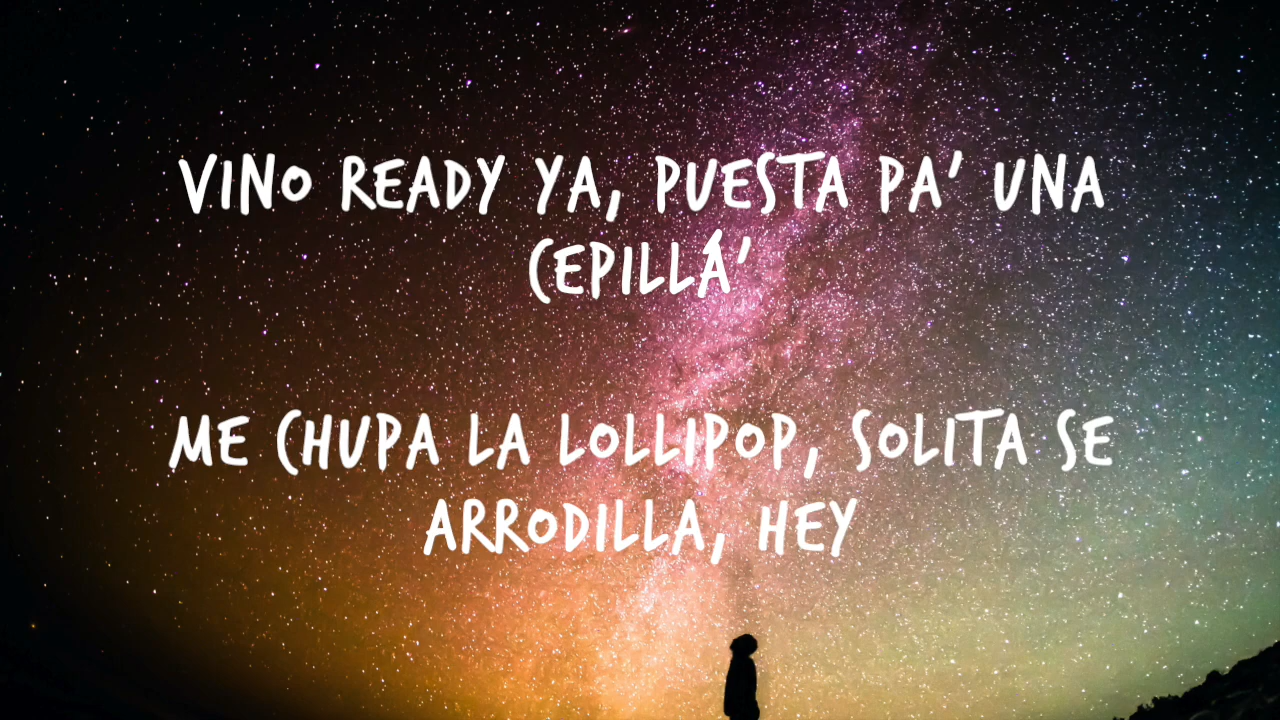 VINO READY YA, PUESTA PA' UNA
CEPILLÁ'
ME CHUPA LA LOLLIPOP, SOLITA SE
ARRODILLA, HEY